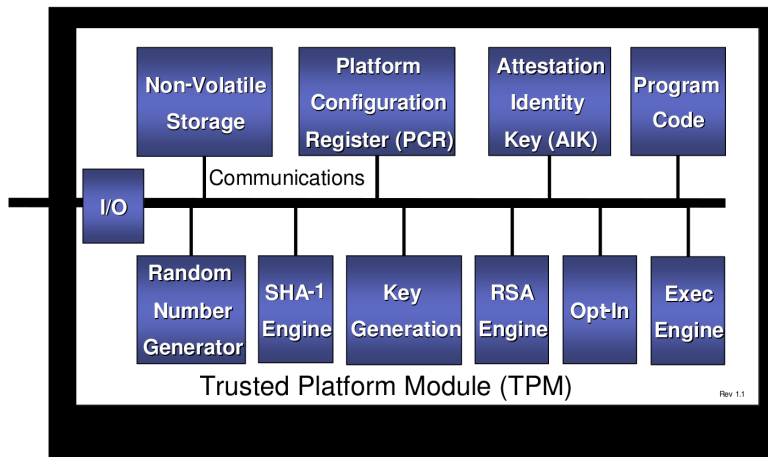 Non-Volatile
Storage
Platform
Configuration
Register (PCR)
Attestation
Identity
Key (AIK)
Program
Code
Communications
I/O
Random
Number
Generator
SHA-1
Engine
Key
Generation
RSA
Engine
Opt-In
Exec
Engine
Trusted Platform Module (TPM)
Rev 1.1